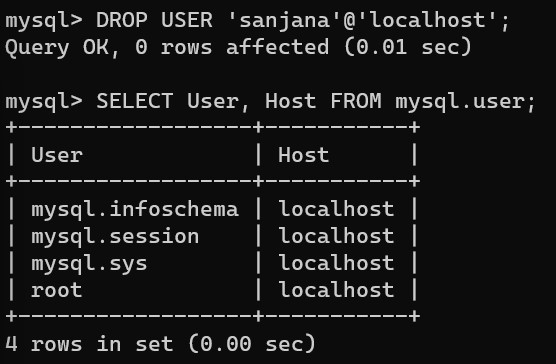 mysql> DROP USER 'sanjana'@'localhost';
Query OK, 0 rows affected (0.01 sec)

mysql> SELECT User, Host FROM mysql.user;
+------------------+-----------+
| User             | Host      |
+------------------+-----------+
| mysql.infoschema | localhost |
| mysql.session    | localhost |
| mysql.sys        | localhost |
| root             | localhost |
+------------------+-----------+
4 rows in set (0.00 sec)